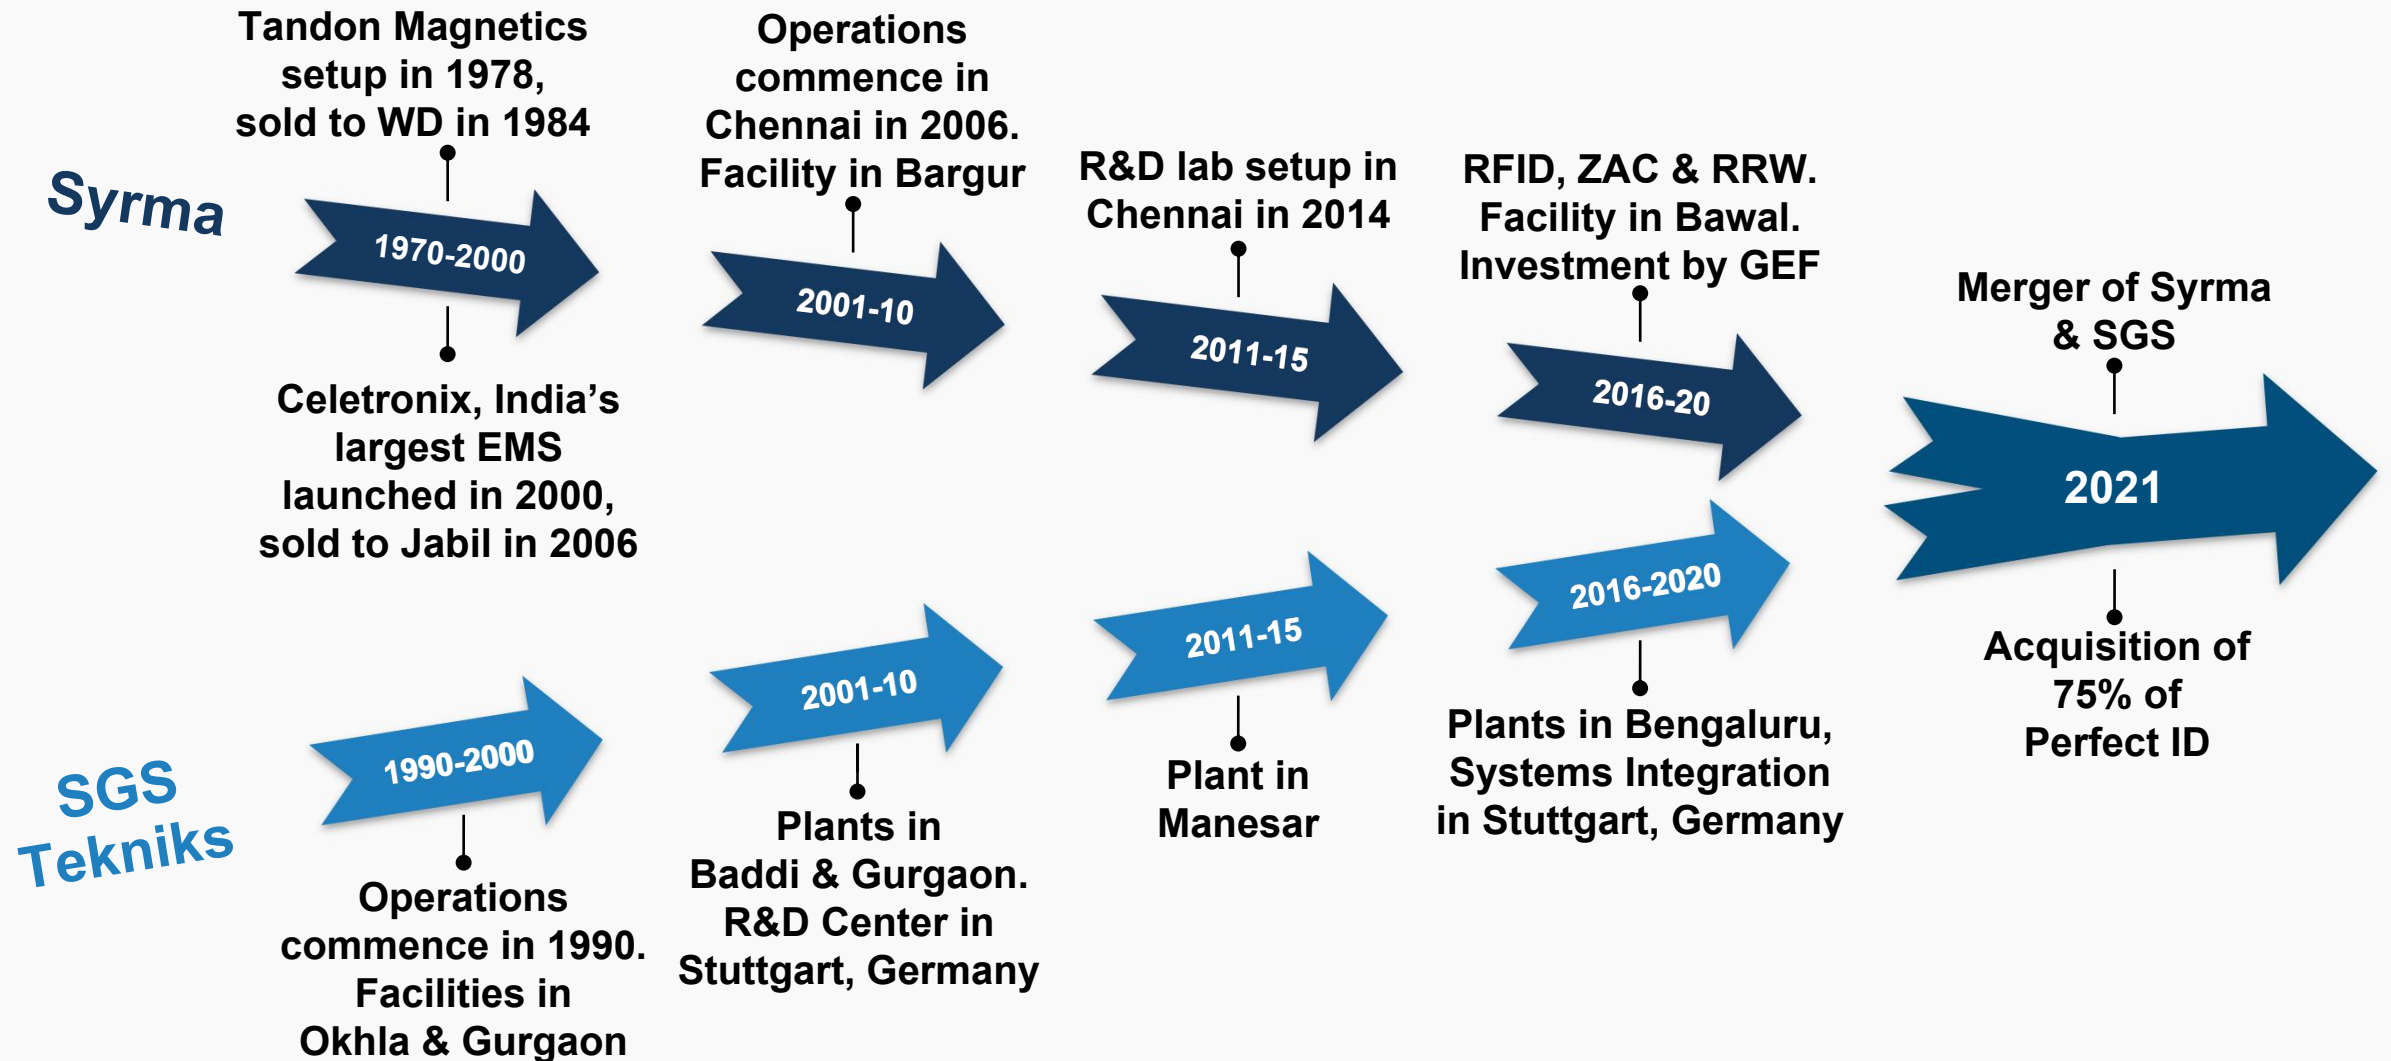 Syrma
Tandon Magnetics
setup in 1978,
sold to WD in 1984
1970-2000
Celetronix, India’s
largest EMS
launched in 2000,
sold to Jabil in 2006
Operations
commence in
Chennai in 2006.
Facility in Bargur
2001-10
R&D lab setup in
Chennai in 2014
2011-15
RFID, ZAC & RRW.
Facility in Bawal.
Investment by GEF
2016-20
SGS
Tekniks
1990-2000
Operations
commence in 1990.
Facilities in
Okhla & Gurgaon
2001-10
Plants in
Baddi & Gurgaon.
R&D Center in
Stuttgart, Germany
2011-15
Plant in
Manesar
2016-2020
Plants in Bengaluru,
Systems Integration
in Stuttgart, Germany
Merger of Syrma
& SGS
2021
Acquisition of
75% of
Perfect ID